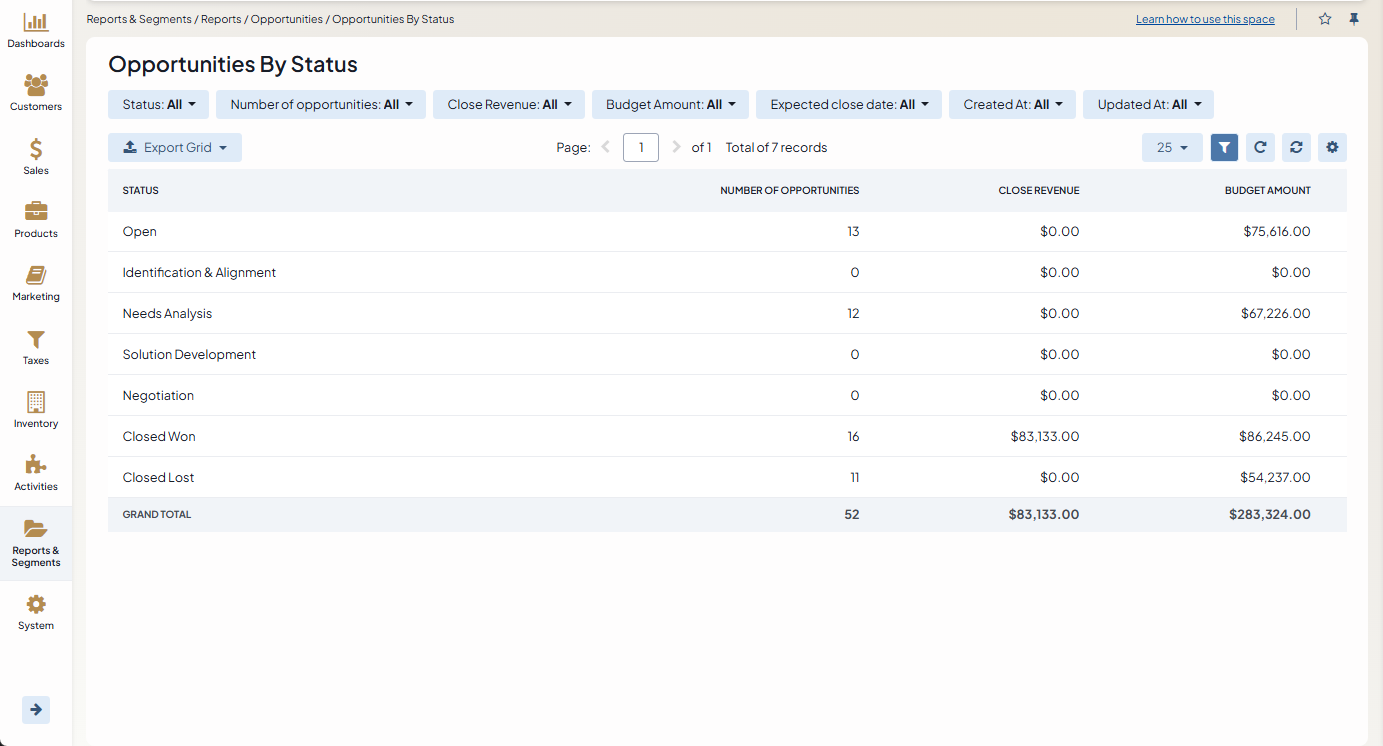 Reports & Segments / Reports / Opportunities / Opportunities By Status
Learn how to use this space
Dashboards
Customers
Sales
Products
Marketing
Taxes
Inventory
Activities
Reports &
Segments
System
Opportunities By Status
Status: All Number of opportunities: All Close Revenue: All Budget Amount: All Expected close date: All Created At: All Updated At: All
Export Grid Page: 1 of 1 Total of 7 records 25
STATUS NUMBER OF OPPORTUNITIES CLOSE REVENUE BUDGET AMOUNT
Open 13 $0.00 $75,616.00
Identification & Alignment 0 $0.00 $0.00
Needs Analysis 12 $0.00 $67,226.00
Solution Development 0 $0.00 $0.00
Negotiation 0 $0.00 $0.00
Closed Won 16 $83,133.00 $86,245.00
Closed Lost 11 $0.00 $54,237.00
GRAND TOTAL 52 $83,133.00 $283,324.00